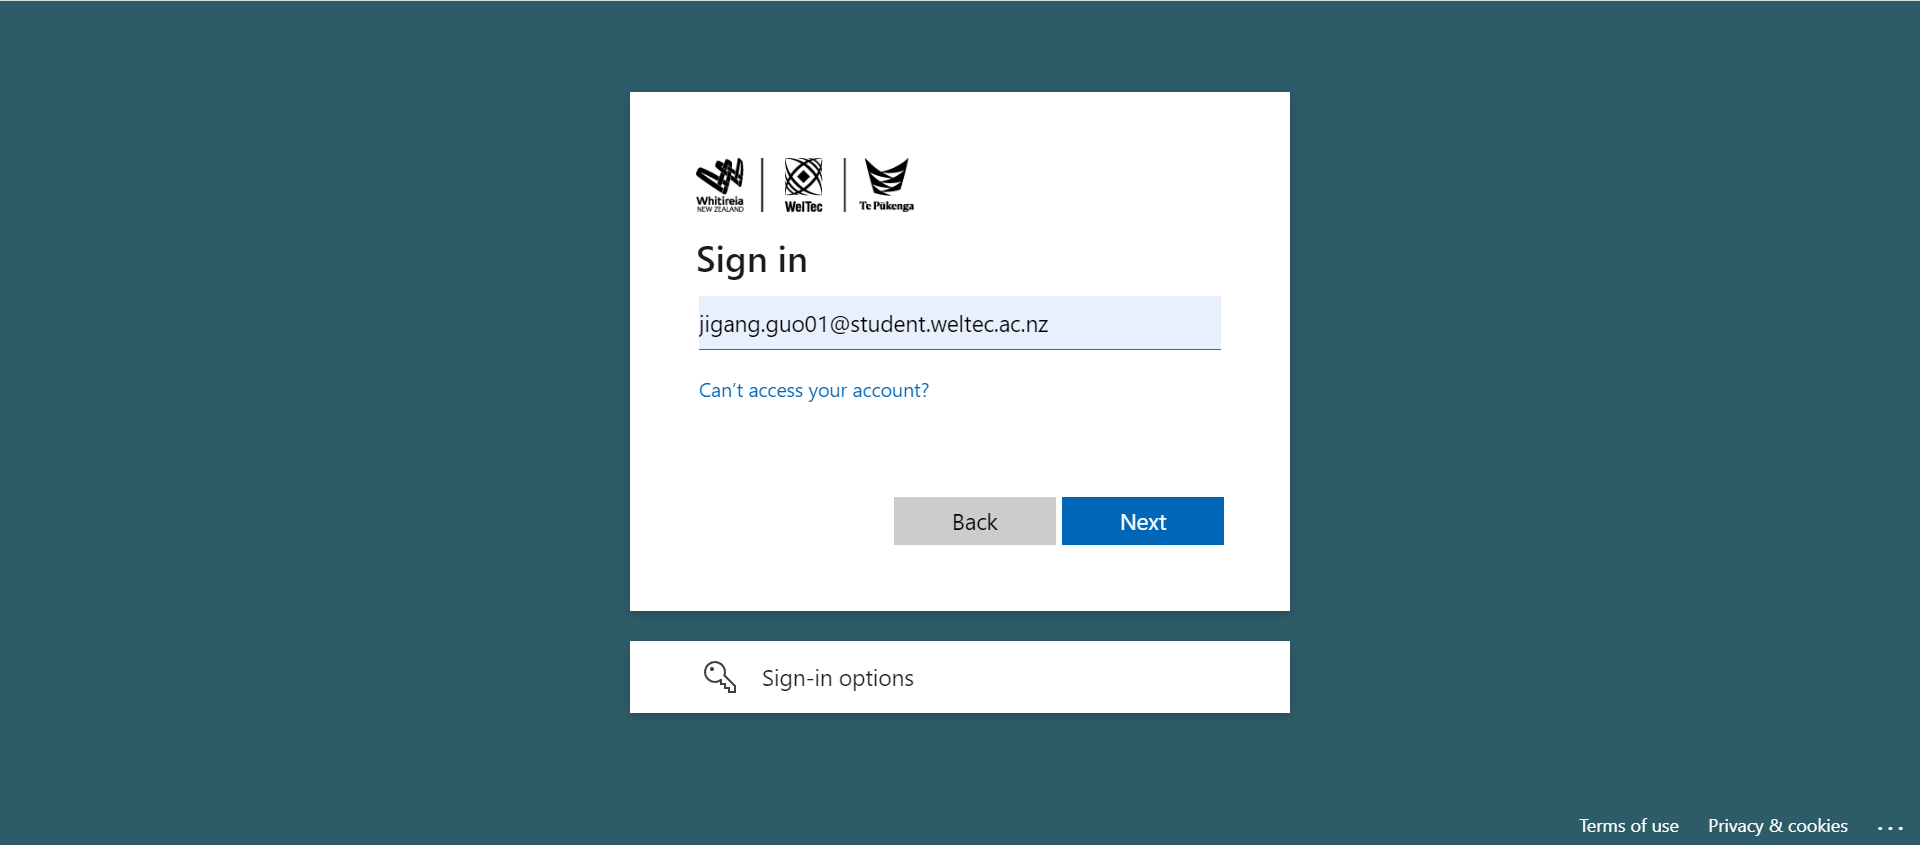 Whitireia
NEW ZEALAND
WelTec
Te Pūkenga
Sign in
jigang.guo01@student.weltec.ac.nz
Can't access your account?
Back
Next
Sign-in options
Terms of use
Privacy & cookies
...